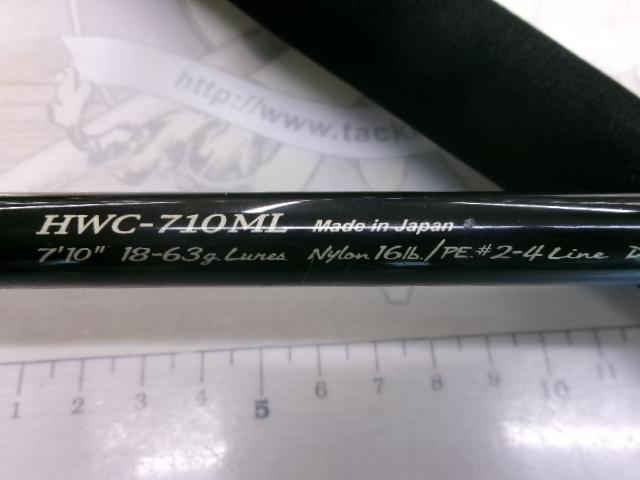 http://www.tackl
HWC-710ML Made in Japan
7'10" 18-63g. Lures Nylon 16lb./PE.#2-4 Line D
1 2 3 4 5 6 7 8 9 10 11